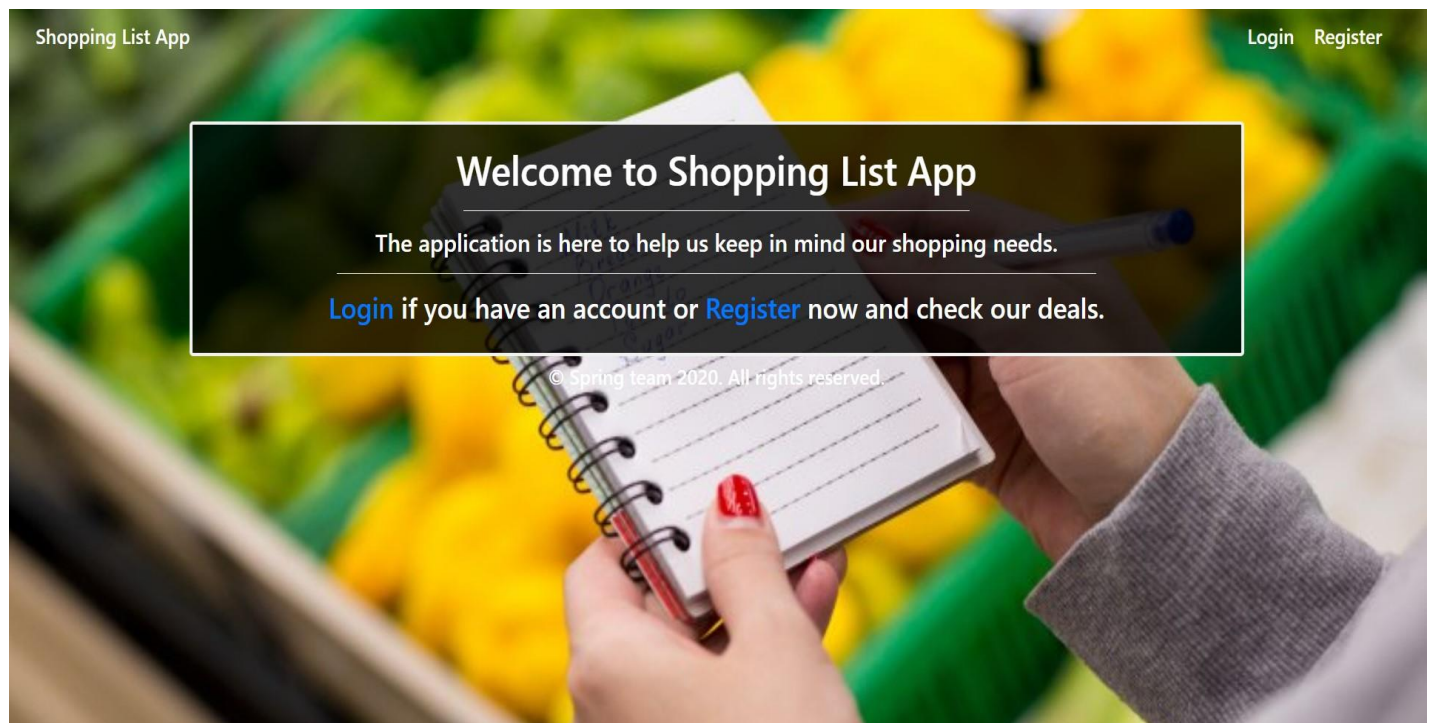 Shopping List App
Login Register
Welcome to Shopping List App
The application is here to help us keep in mind our shopping needs.
Login if you have an account or Register now and check our deals.
© Spring team 2020. All rights reserved.